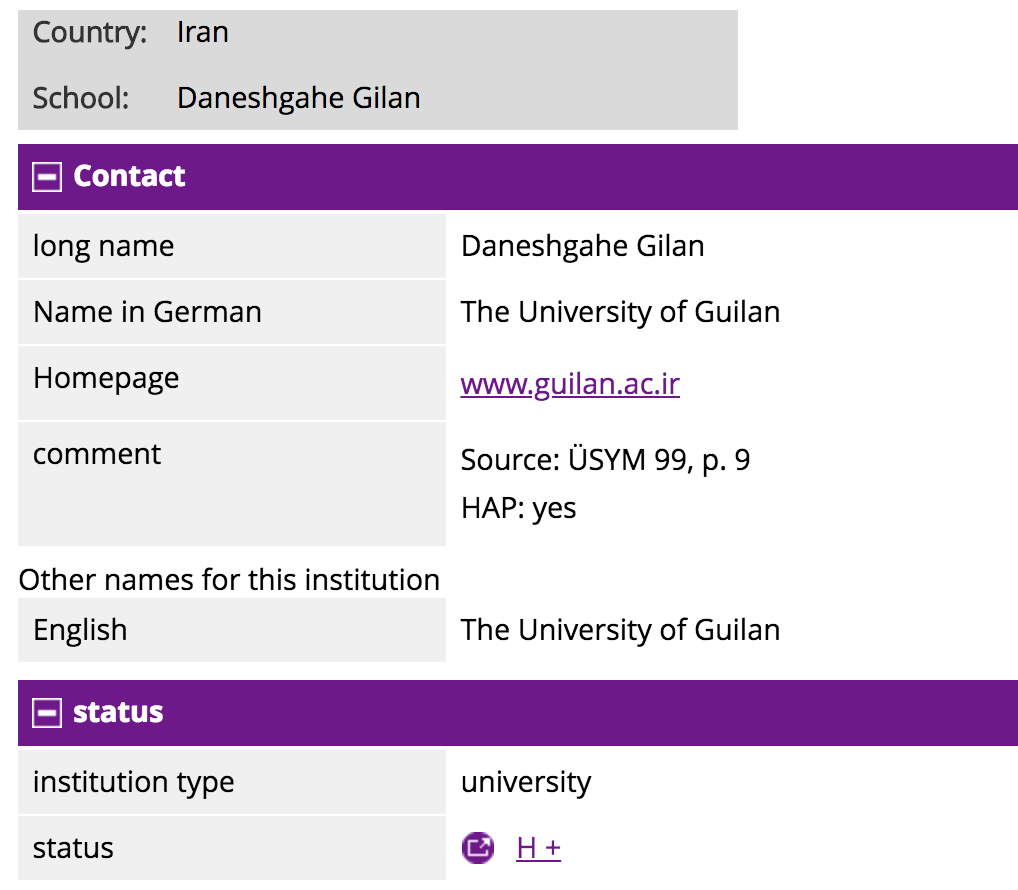 Country: Iran
School: Daneshgahe Gilan
Contact
long name Daneshgahe Gilan
Name in German The University of Guilan
Homepage www.guilan.ac.ir
comment Source: ÜSYM 99, p. 9
HAP: yes
Other names for this institution
English The University of Guilan
status
institution type university
status H +